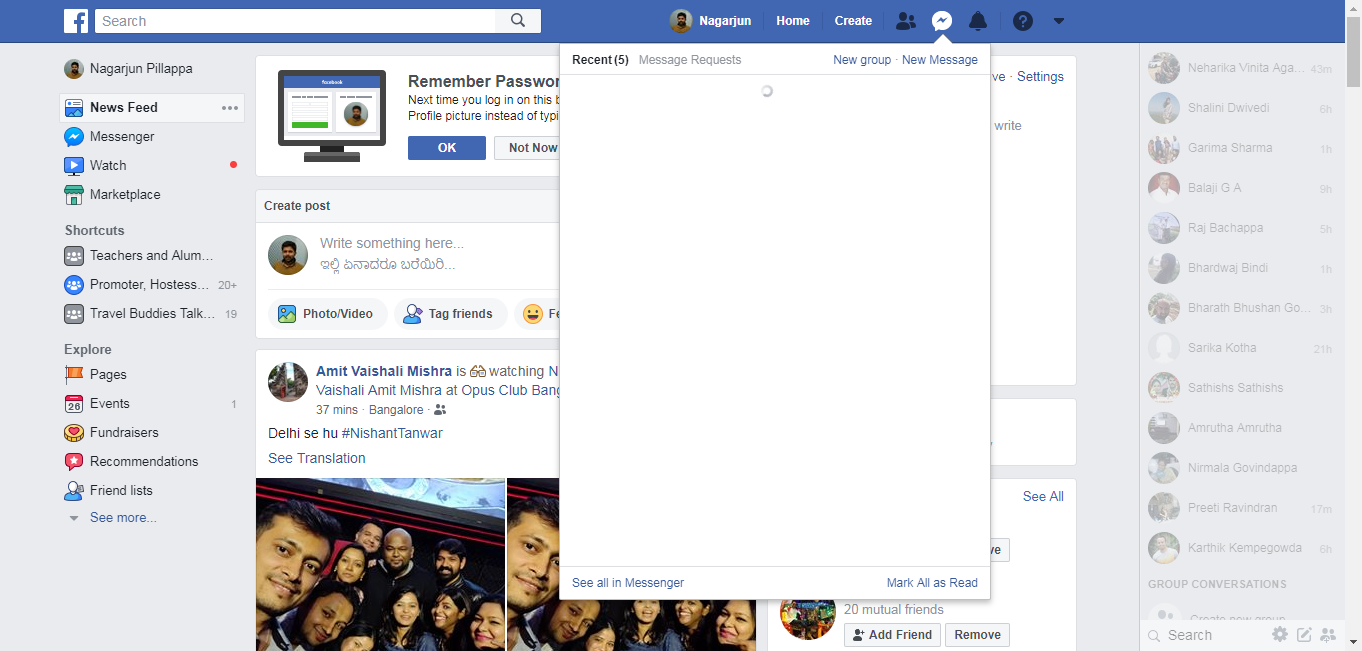 Search
Nagarjun
Home
Create
Nagarjun Pillappa
News Feed
Messenger
Watch
Marketplace
Shortcuts
Teachers and Alum...
Promoter, Hostess... 20+
Travel Buddies Talk... 19
Explore
Pages
Events 1
Fundraisers
Recommendations
Friend lists
See more...
facebook
Remember Passwor
Next time you log in on this b
Profile picture instead of typi
OK
Not Now
Create post
Write something here...
ಇಲ್ಲಿ ಏನಾದರೂ ಬರೆಯಿರಿ...
Photo/Video
Tag friends
Fe
Amit Vaishali Mishra is watching N
Vaishali Amit Mishra at Opus Club Bang
37 mins · Bangalore ·
Delhi se hu #NishantTanwar
See Translation
Recent (5) Message Requests
New group · New Message
See all in Messenger
Mark All as Read
ve · Settings
write
See All
ve
20 mutual friends
Add Friend
Remove
Neharika Vinita Aga... 43m
Shalini Dwivedi 6h
Garima Sharma 1h
Balaji G A 9h
Raj Bachappa 5h
Bhardwaj Bindi 1h
Bharath Bhushan Go... 3h
Sarika Kotha 21h
Sathishs Sathishs
Amrutha Amrutha
Nirmala Govindappa
Preeti Ravindran 17m
Karthik Kempegowda 6h
GROUP CONVERSATIONS
Create new group
Search